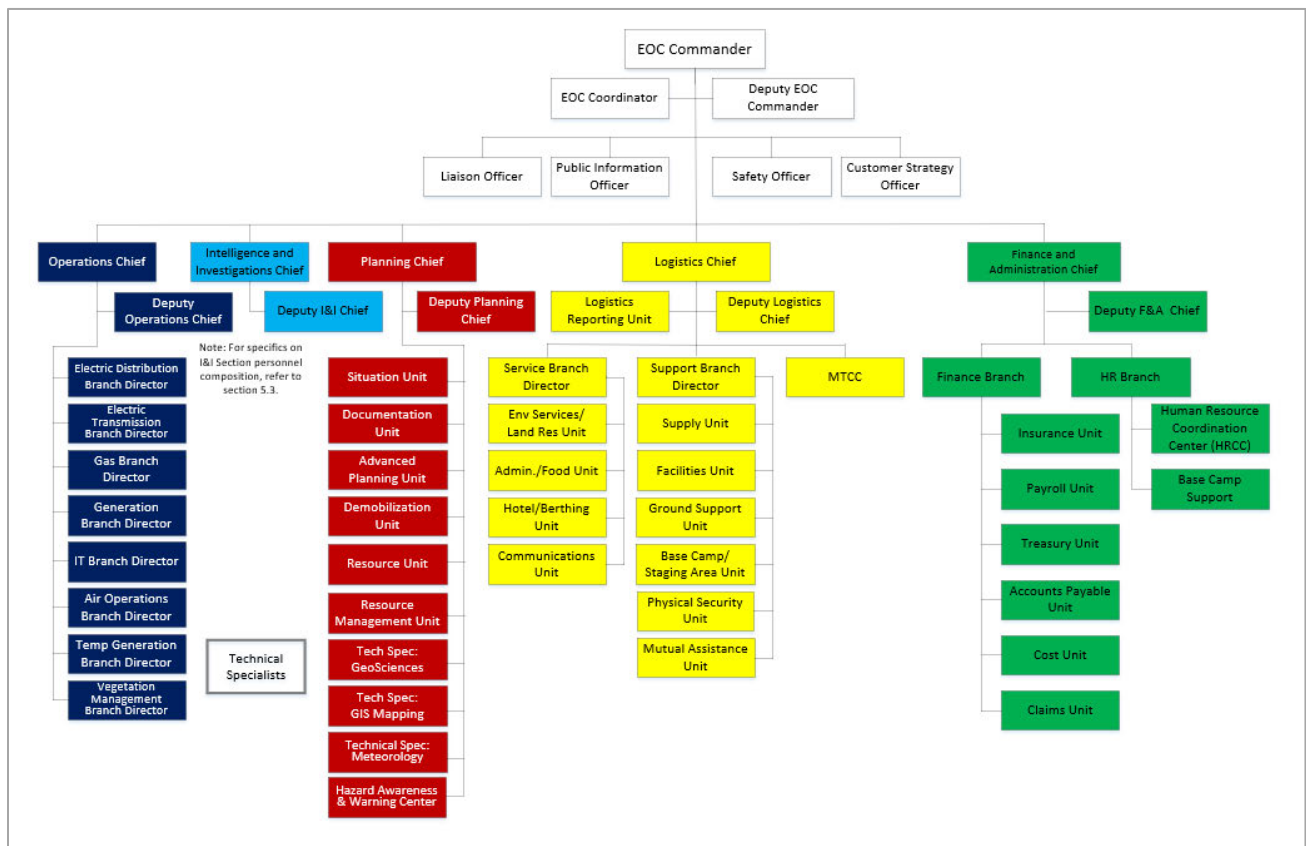 EOC Commander
EOC Coordinator
Deputy EOC
Commander
Liaison Officer
Public Information
Officer
Safety Officer
Customer Strategy
Officer
Operations Chief
Intelligence and
Investigations Chief
Planning Chief
Logistics Chief
Finance and
Administration Chief
Deputy
Operations Chief
Deputy I&I Chief
Deputy Planning
Chief
Logistics
Reporting Unit
Deputy Logistics
Chief
Deputy F&A Chief
Note: For specifics on
I&I Section personnel
composition, refer to
section 5.3.
Electric Distribution
Branch Director
Electric
Transmission
Branch Director
Gas Branch
Director
Generation
Branch Director
IT Branch Director
Air Operations
Branch Director
Temp Generation
Branch Director
Vegetation
Management
Branch Director
Technical
Specialists
Situation Unit
Documentation
Unit
Advanced
Planning Unit
Demobilization
Unit
Resource Unit
Resource
Management Unit
Tech Spec:
GeoSciences
Tech Spec:
GIS Mapping
Technical Spec:
Meteorology
Hazard Awareness
& Warning Center
Service Branch
Director
Env Services/
Land Res Unit
Admin./Food Unit
Hotel/Berthing
Unit
Communications
Unit
Support Branch
Director
Supply Unit
Facilities Unit
Ground Support
Unit
Base Camp/
Staging Area Unit
Physical Security
Unit
Mutual Assistance
Unit
MTCC
Finance Branch
Insurance Unit
Payroll Unit
Treasury Unit
Accounts Payable
Unit
Cost Unit
Claims Unit
HR Branch
Human Resource
Coordination
Center (HRCC)
Base Camp
Support